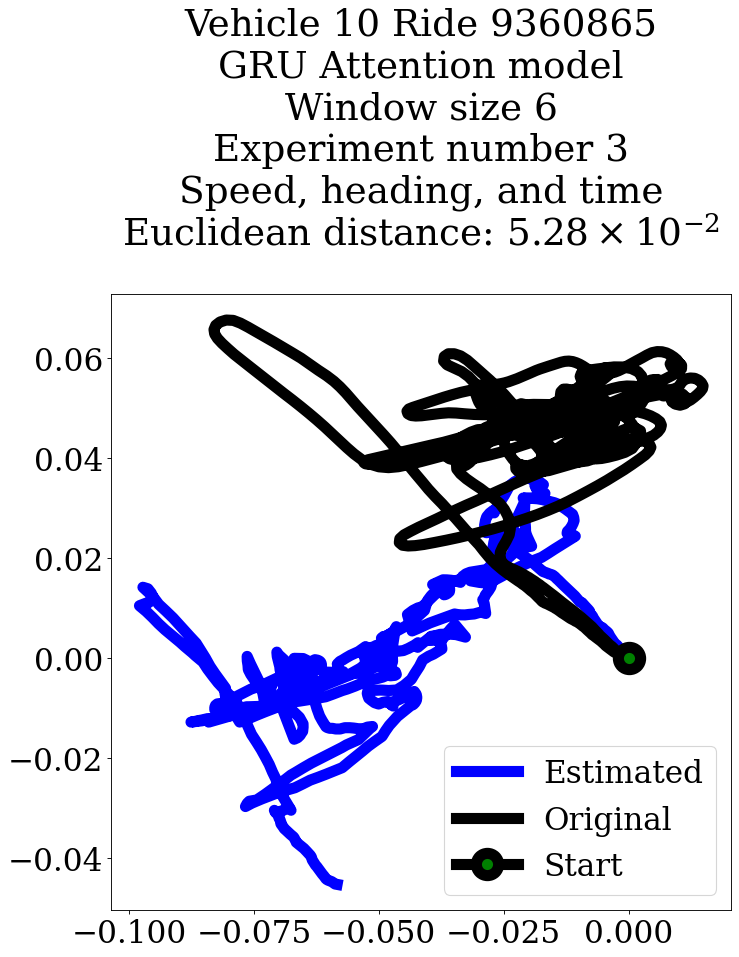 Vehicle 10 Ride 9360865
GRU Attention model
Window size 6
Experiment number 3
Speed, heading, and time
Euclidean distance: 5.28 × 10⁻²
0.06
0.04
0.02
0.00
−0.02
−0.04
Estimated
Original
Start
−0.100 −0.075 −0.050 −0.025 0.000